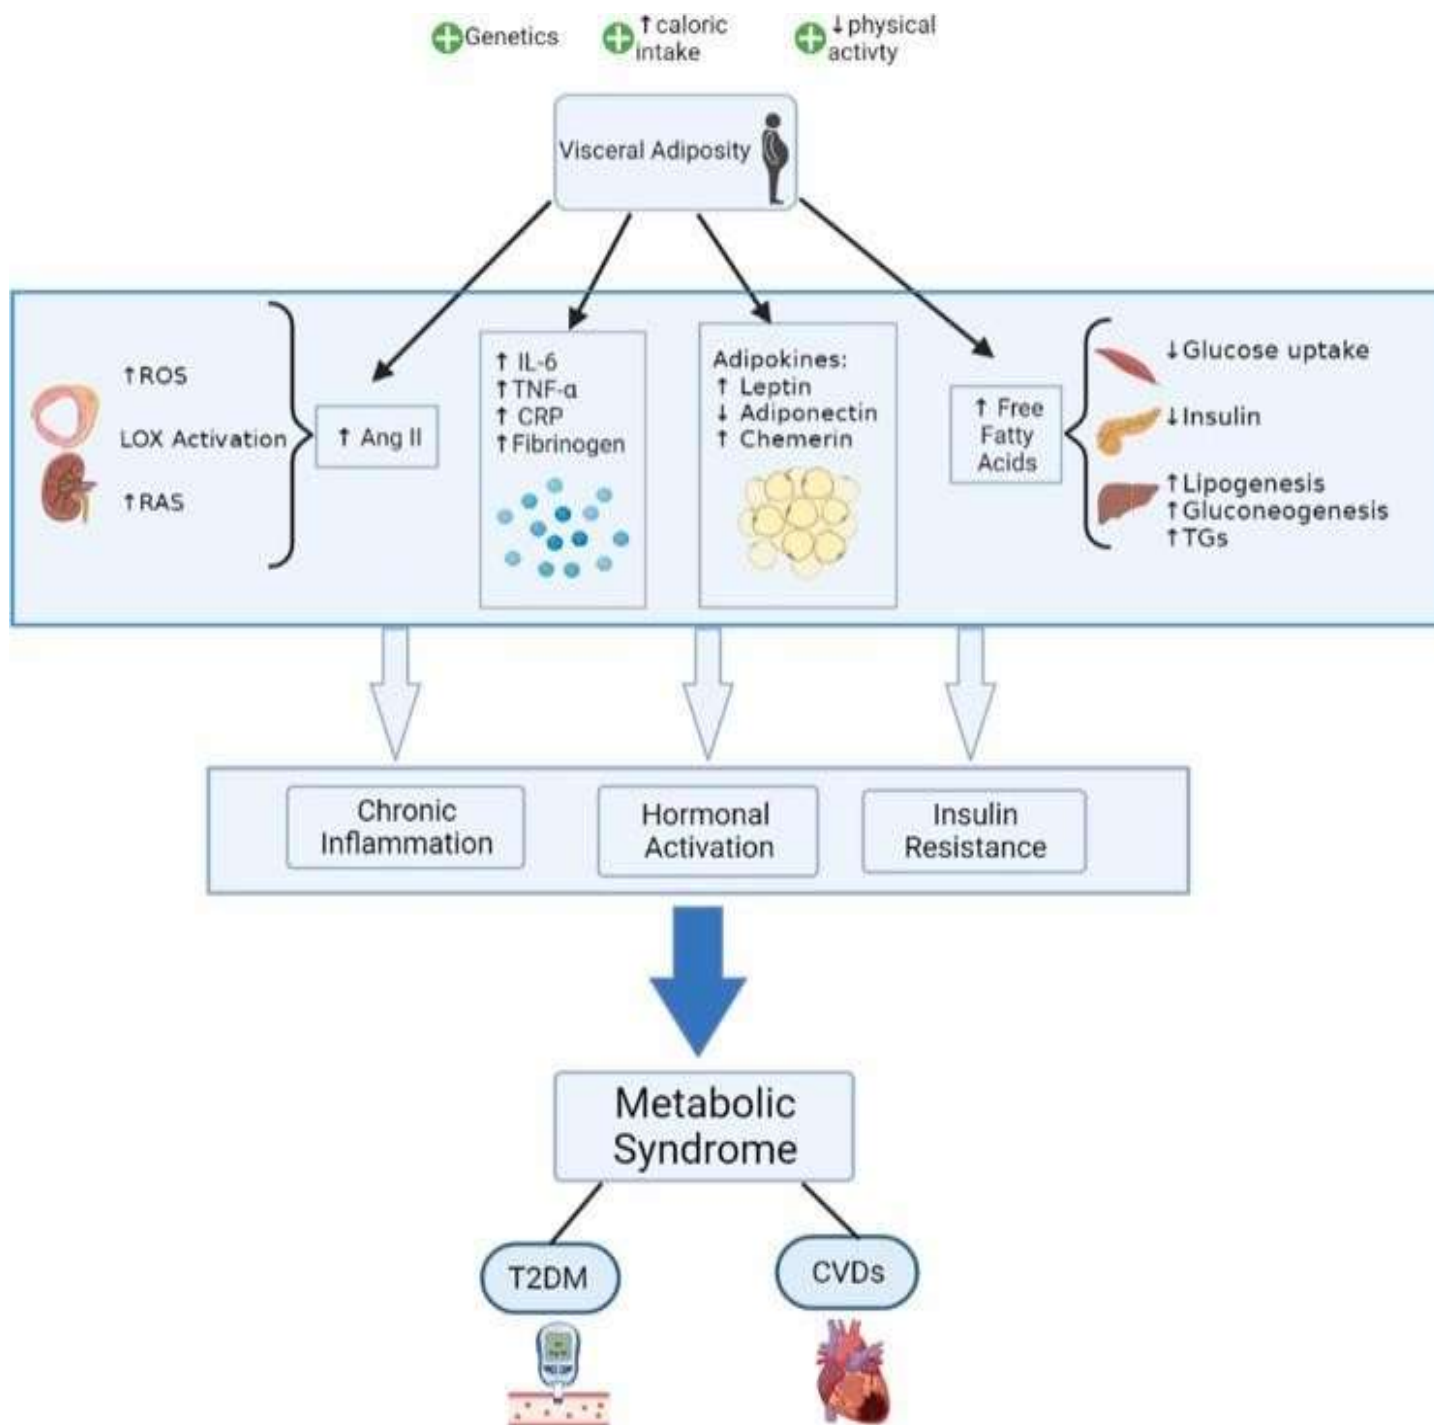 Genetics
↑caloric
intake
↓physical
activty
Visceral Adiposity
↑ROS
LOX Activation
↑RAS
↑ Ang II
↑ IL-6
↑TNF-α
↑ CRP
↑Fibrinogen
Adipokines:
↑ Leptin
↓ Adiponectin
↑ Chemerin
↑ Free
Fatty
Acids
↓Glucose uptake
↓Insulin
↑Lipogenesis
↑Gluconeogenesis
↑TGs
Chronic
Inflammation
Hormonal
Activation
Insulin
Resistance
Metabolic
Syndrome
T2DM
CVDs